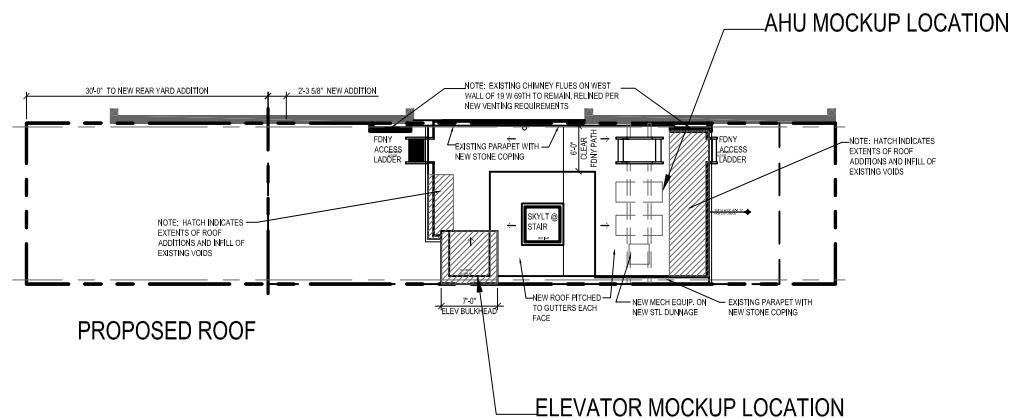 AHU MOCKUP LOCATION
30'-0" TO NEW REAR YARD ADDITION
2'-3 5/8" NEW ADDITION
NOTE: EXISTING CHIMNEY FLUES ON WEST
WALL OF 19 W 69TH TO REMAIN, RELINED PER
NEW VENTING REQUIREMENTS
FDNY
ACCESS
LADDER
EXISTING PARAPET WITH
NEW STONE COPING
6'-0"
CLEAR
FDNY PATH
FDNY
ACCESS
LADDER
NOTE: HATCH INDICATES
EXTENTS OF ROOF
ADDITIONS AND INFILL OF
EXISTING VOIDS
NOTE: HATCH INDICATES
EXTENTS OF ROOF
ADDITIONS AND INFILL OF
EXISTING VOIDS
SKYLT @
STAIR
7'-0"
ELEV BULKHEAD
NEW ROOF PITCHED
TO GUTTERS EACH
FACE
NEW MECH EQUIP. ON
NEW STL DUNNAGE
EXISTING PARAPET WITH
NEW STONE COPING
PROPOSED ROOF
ELEVATOR MOCKUP LOCATION